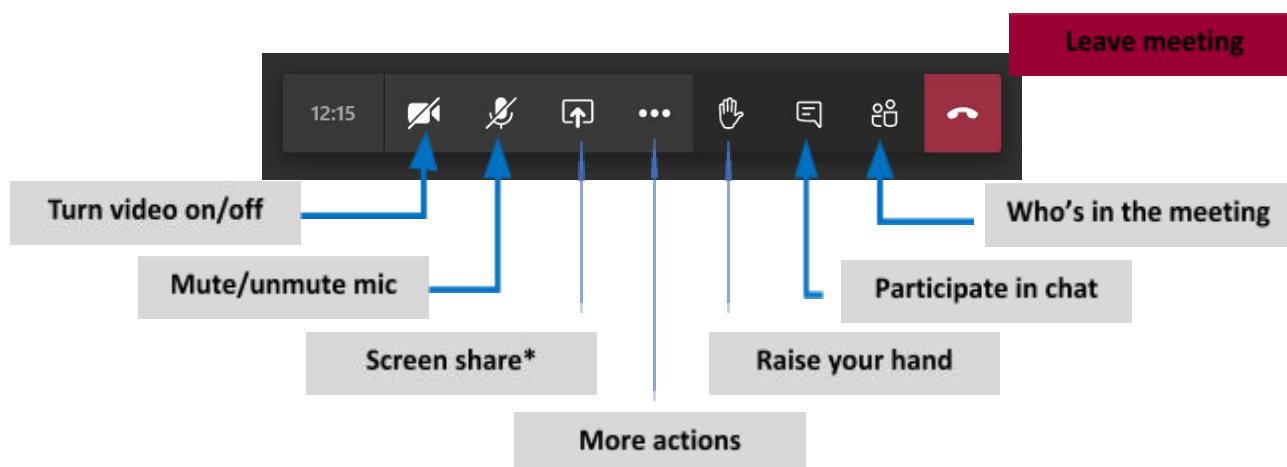 Leave meeting
12:15
Turn video on/off
Who's in the meeting
Mute/unmute mic
Participate in chat
Screen share*
Raise your hand
More actions